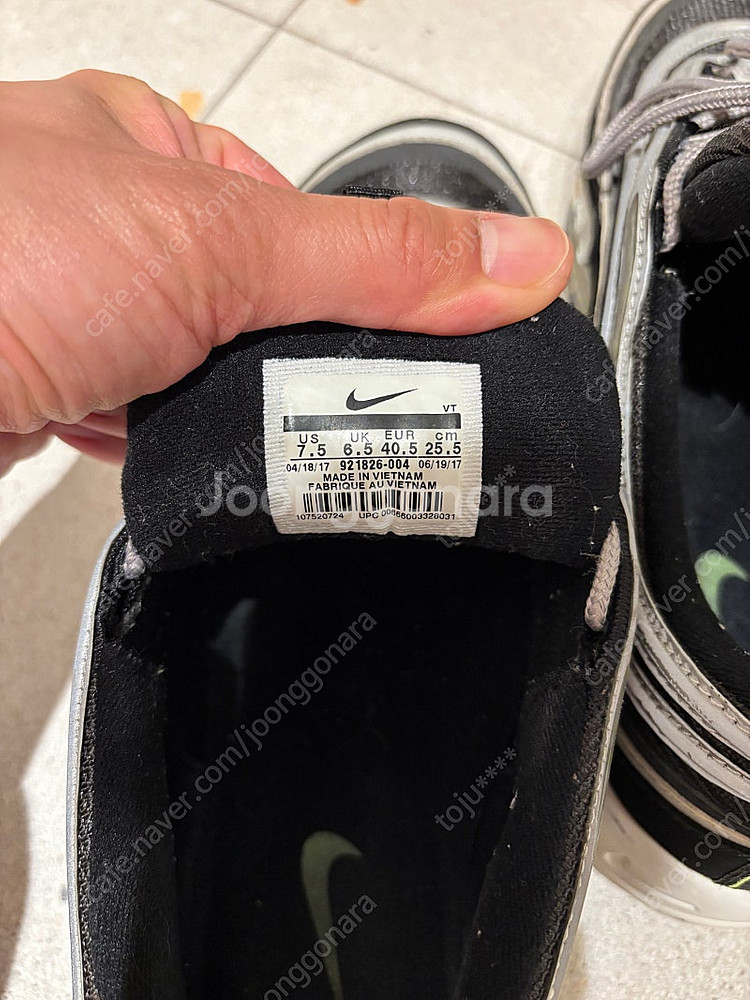 VT
US UK EUR cm
7.5 6.5 40.5 25.5
04/18/17 921826-004 06/19/17
MADE IN VIETNAM
FABRIQUE AU VIETNAM
107520724 UPC 00666003328031
Joonggonara
cafe.naver.com/joonggonara
toju****